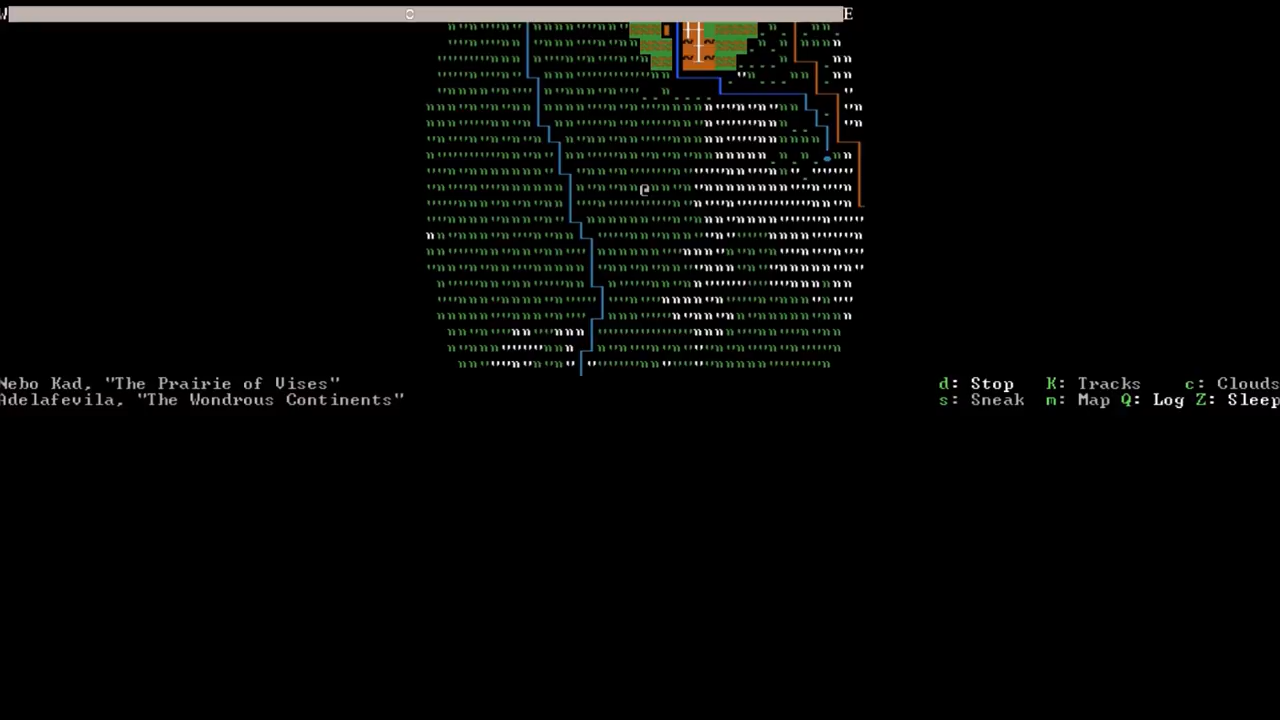 W C E
Nebo Kad, "The Prairie of Vises" d: Stop K: Tracks c: Clouds
Adelafevila, "The Wondrous Continents" s: Sneak m: Map Q: Log Z: Sleep